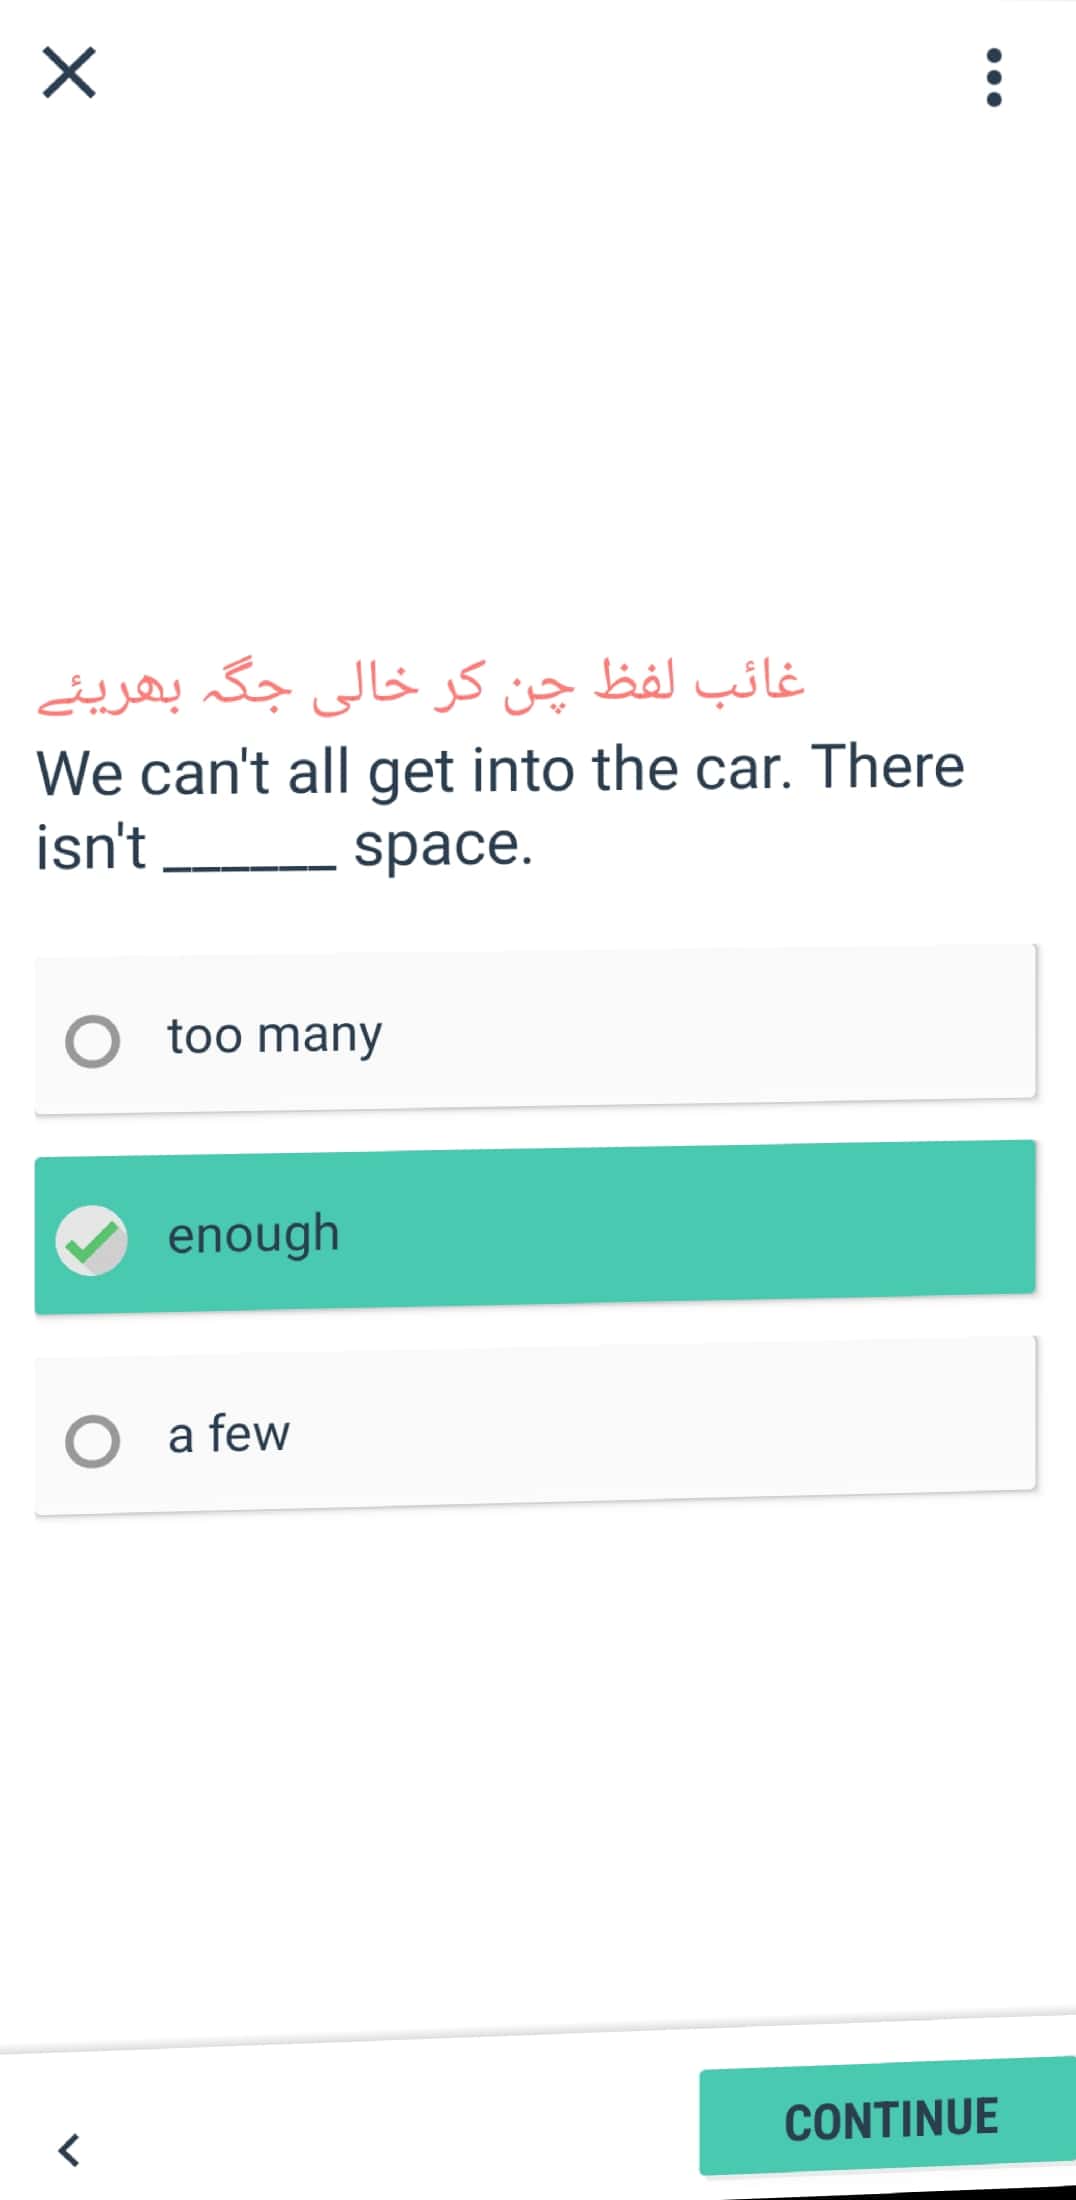 غائب لفظ چن کر خالی جگہ بھریئے
We can't all get into the car. There
isn't ______ space.
too many
enough
a few
CONTINUE